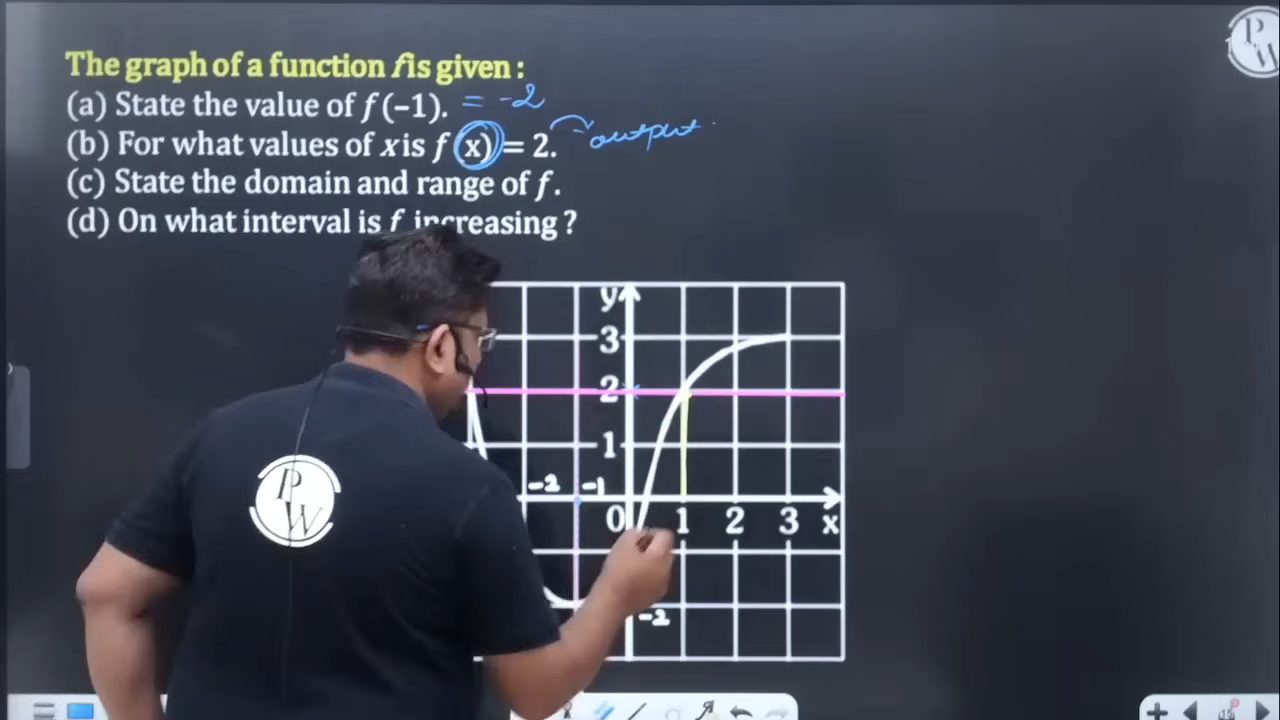 The graph of a function f is given :
(a) State the value of f(−1). = -2
(b) For what values of x is f(x) = 2. output
(c) State the domain and range of f.
(d) On what interval is f increasing ?
y
3
2
1
-2 -1
0 1 2 3 x
-2
P W
P W